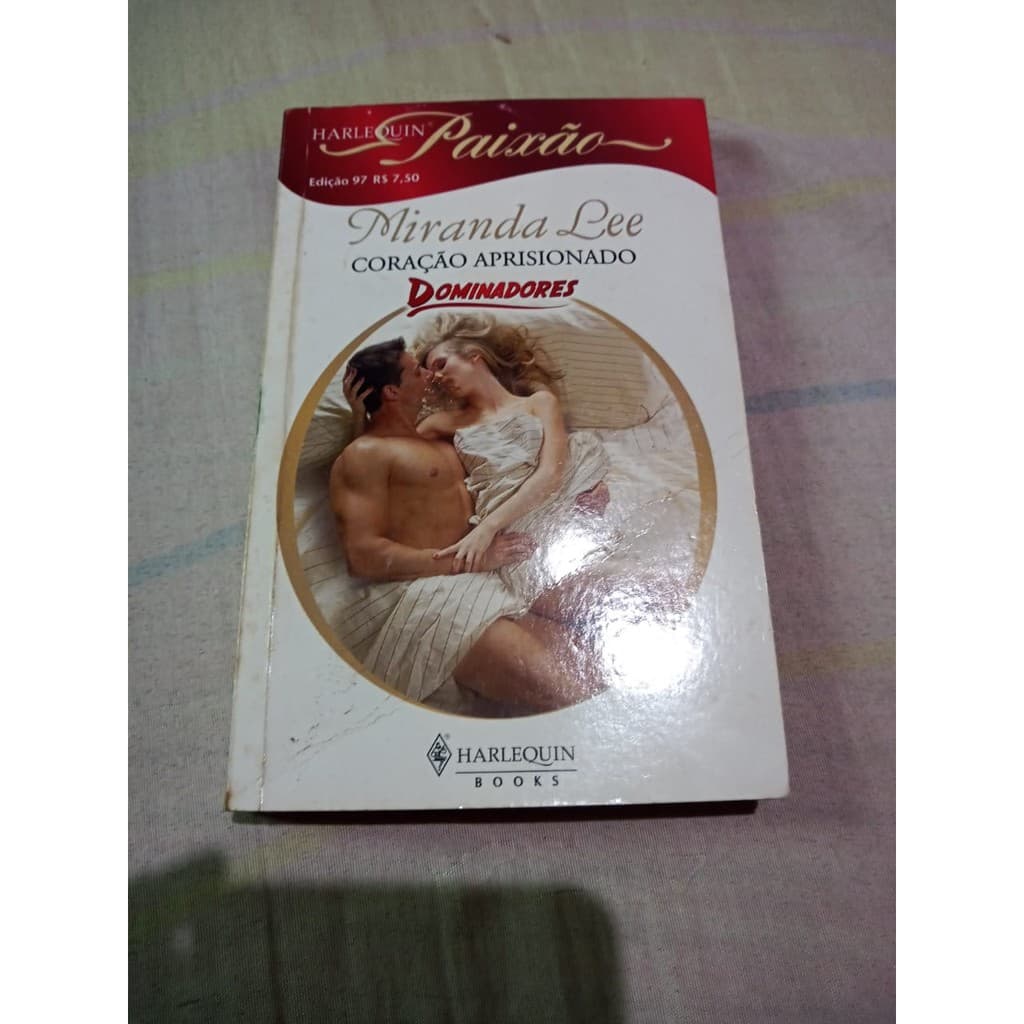 HARLEQUIN® Paixão
Edição 97 R$ 7,50
Miranda Lee
CORAÇÃO APRISIONADO
DOMINADORES
HARLEQUIN
BOOKS